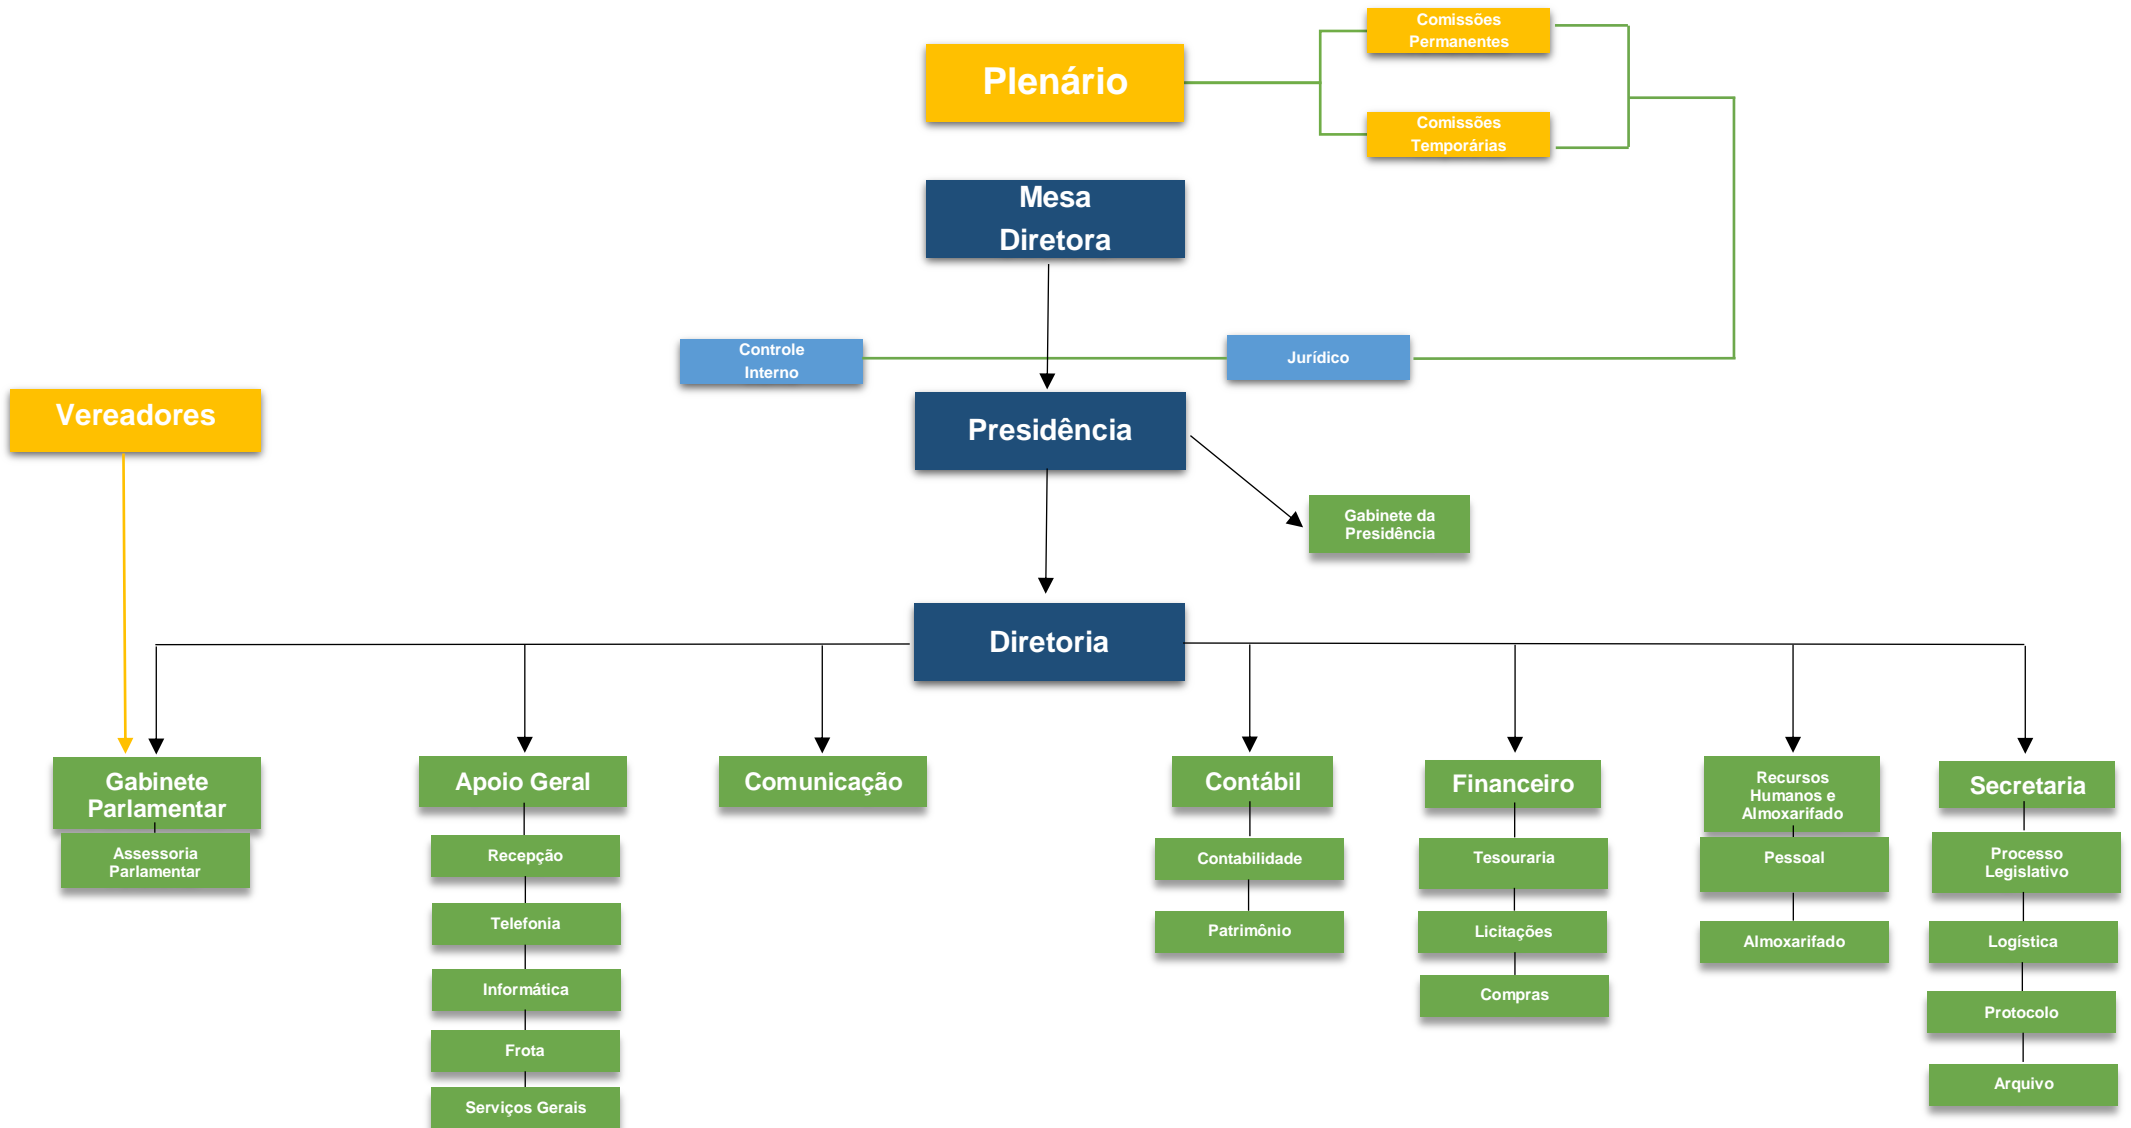 Comissões
Permanentes
Plenário
Comissões
Temporárias
Mesa
Diretora
Controle
Interno
Jurídico
Vereadores
Presidência
Gabinete da
Presidência
Diretoria
Gabinete
Parlamentar
Assessoria
Parlamentar
Apoio Geral
Recepção
Telefonia
Informática
Frota
Serviços Gerais
Comunicação
Contábil
Contabilidade
Patrimônio
Financeiro
Tesouraria
Licitações
Compras
Recursos
Humanos e
Almoxarifado
Pessoal
Almoxarifado
Secretaria
Processo
Legislativo
Logística
Protocolo
Arquivo